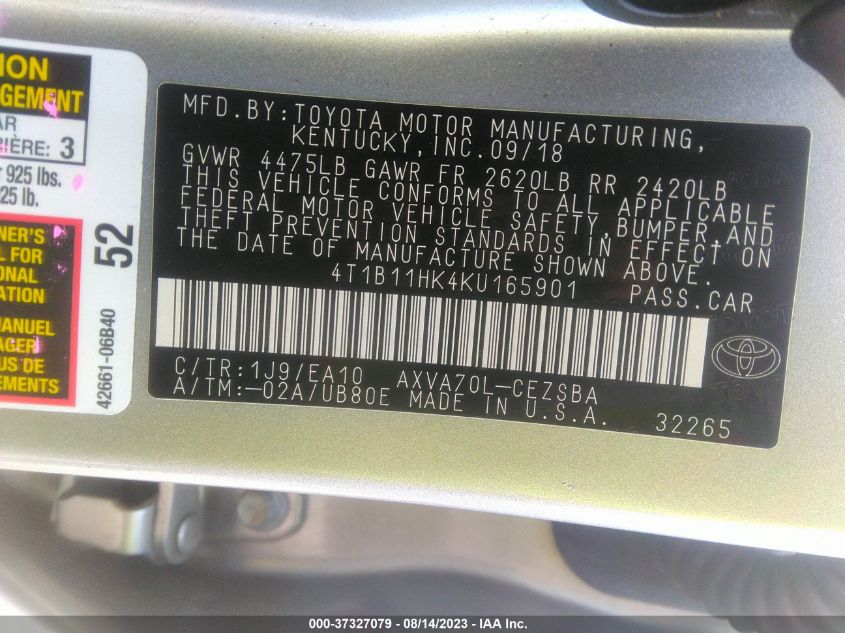 ION
GEMENT
AR
RIÈRE: 3
925 lbs.
25 lb.
NER'S
L FOR
ONAL
ATION
MANUEL
AGER
US DE
EMENTS
52
42661-06B40
MFD. BY: TOYOTA MOTOR MANUFACTURING,
KENTUCKY, INC. 09/18
GVWR 4475LB GAWR FR 2620LB RR 2420LB
THIS VEHICLE CONFORMS TO ALL APPLICABLE
FEDERAL MOTOR VEHICLE SAFETY, BUMPER, AND
THEFT PREVENTION STANDARDS IN EFFECT ON
THE DATE OF MANUFACTURE SHOWN ABOVE.
4T1B11HK4KU165901 PASS. CAR
C/TR: 1J9/EA10 AXVA70L-CEZSBA
A/TM: -02A/UB80E MADE IN U.S.A.
32265
000-37327079 - 08/14/2023 - IAA Inc.